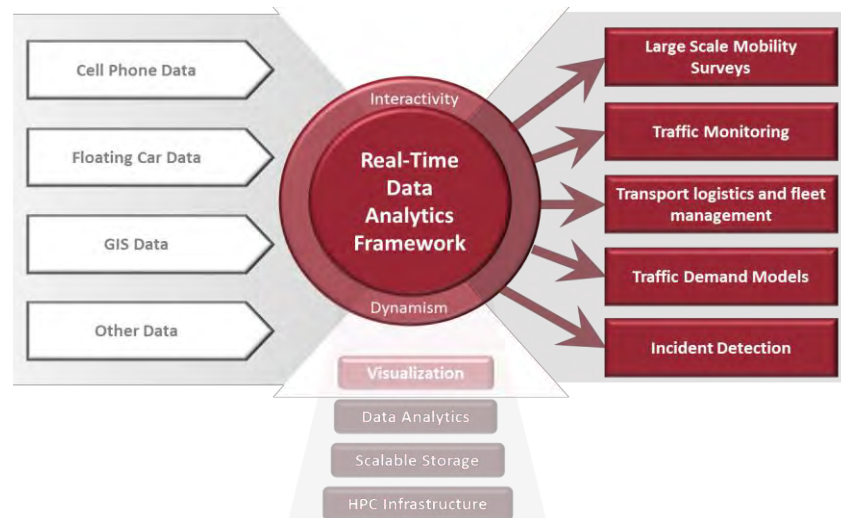 Cell Phone Data
Floating Car Data
GIS Data
Other Data
Interactivity
Real-Time
Data
Analytics
Framework
Dynamism
Large Scale Mobility
Surveys
Traffic Monitoring
Transport logistics and fleet
management
Traffic Demand Models
Incident Detection
Visualization
Data Analytics
Scalable Storage
HPC Infrastructure